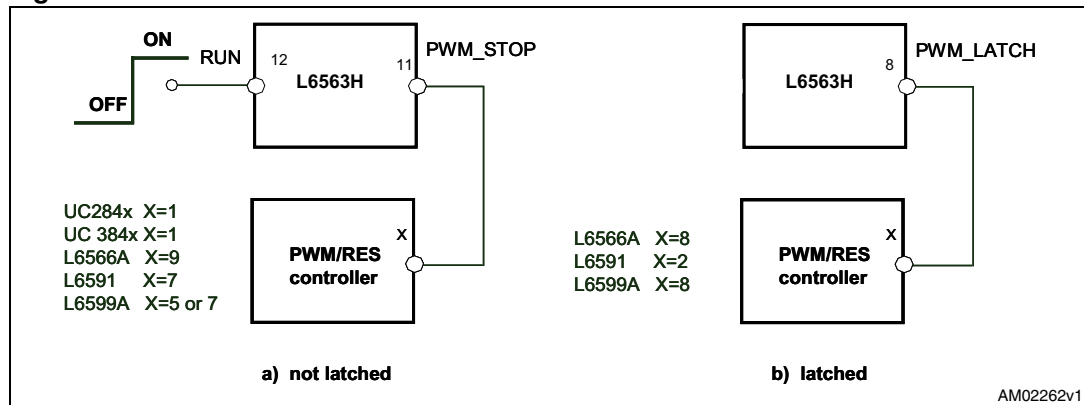 ON
OFF
RUN
12
L6563H
11
PWM_STOP
UC284x X=1
UC 384x X=1
L6566A X=9
L6591 X=7
L6599A X=5 or 7
PWM/RES
controller
X
a) not latched
L6563H
8
PWM_LATCH
L6566A X=8
L6591 X=2
L6599A X=8
PWM/RES
controller
X
b) latched
AM02262v1